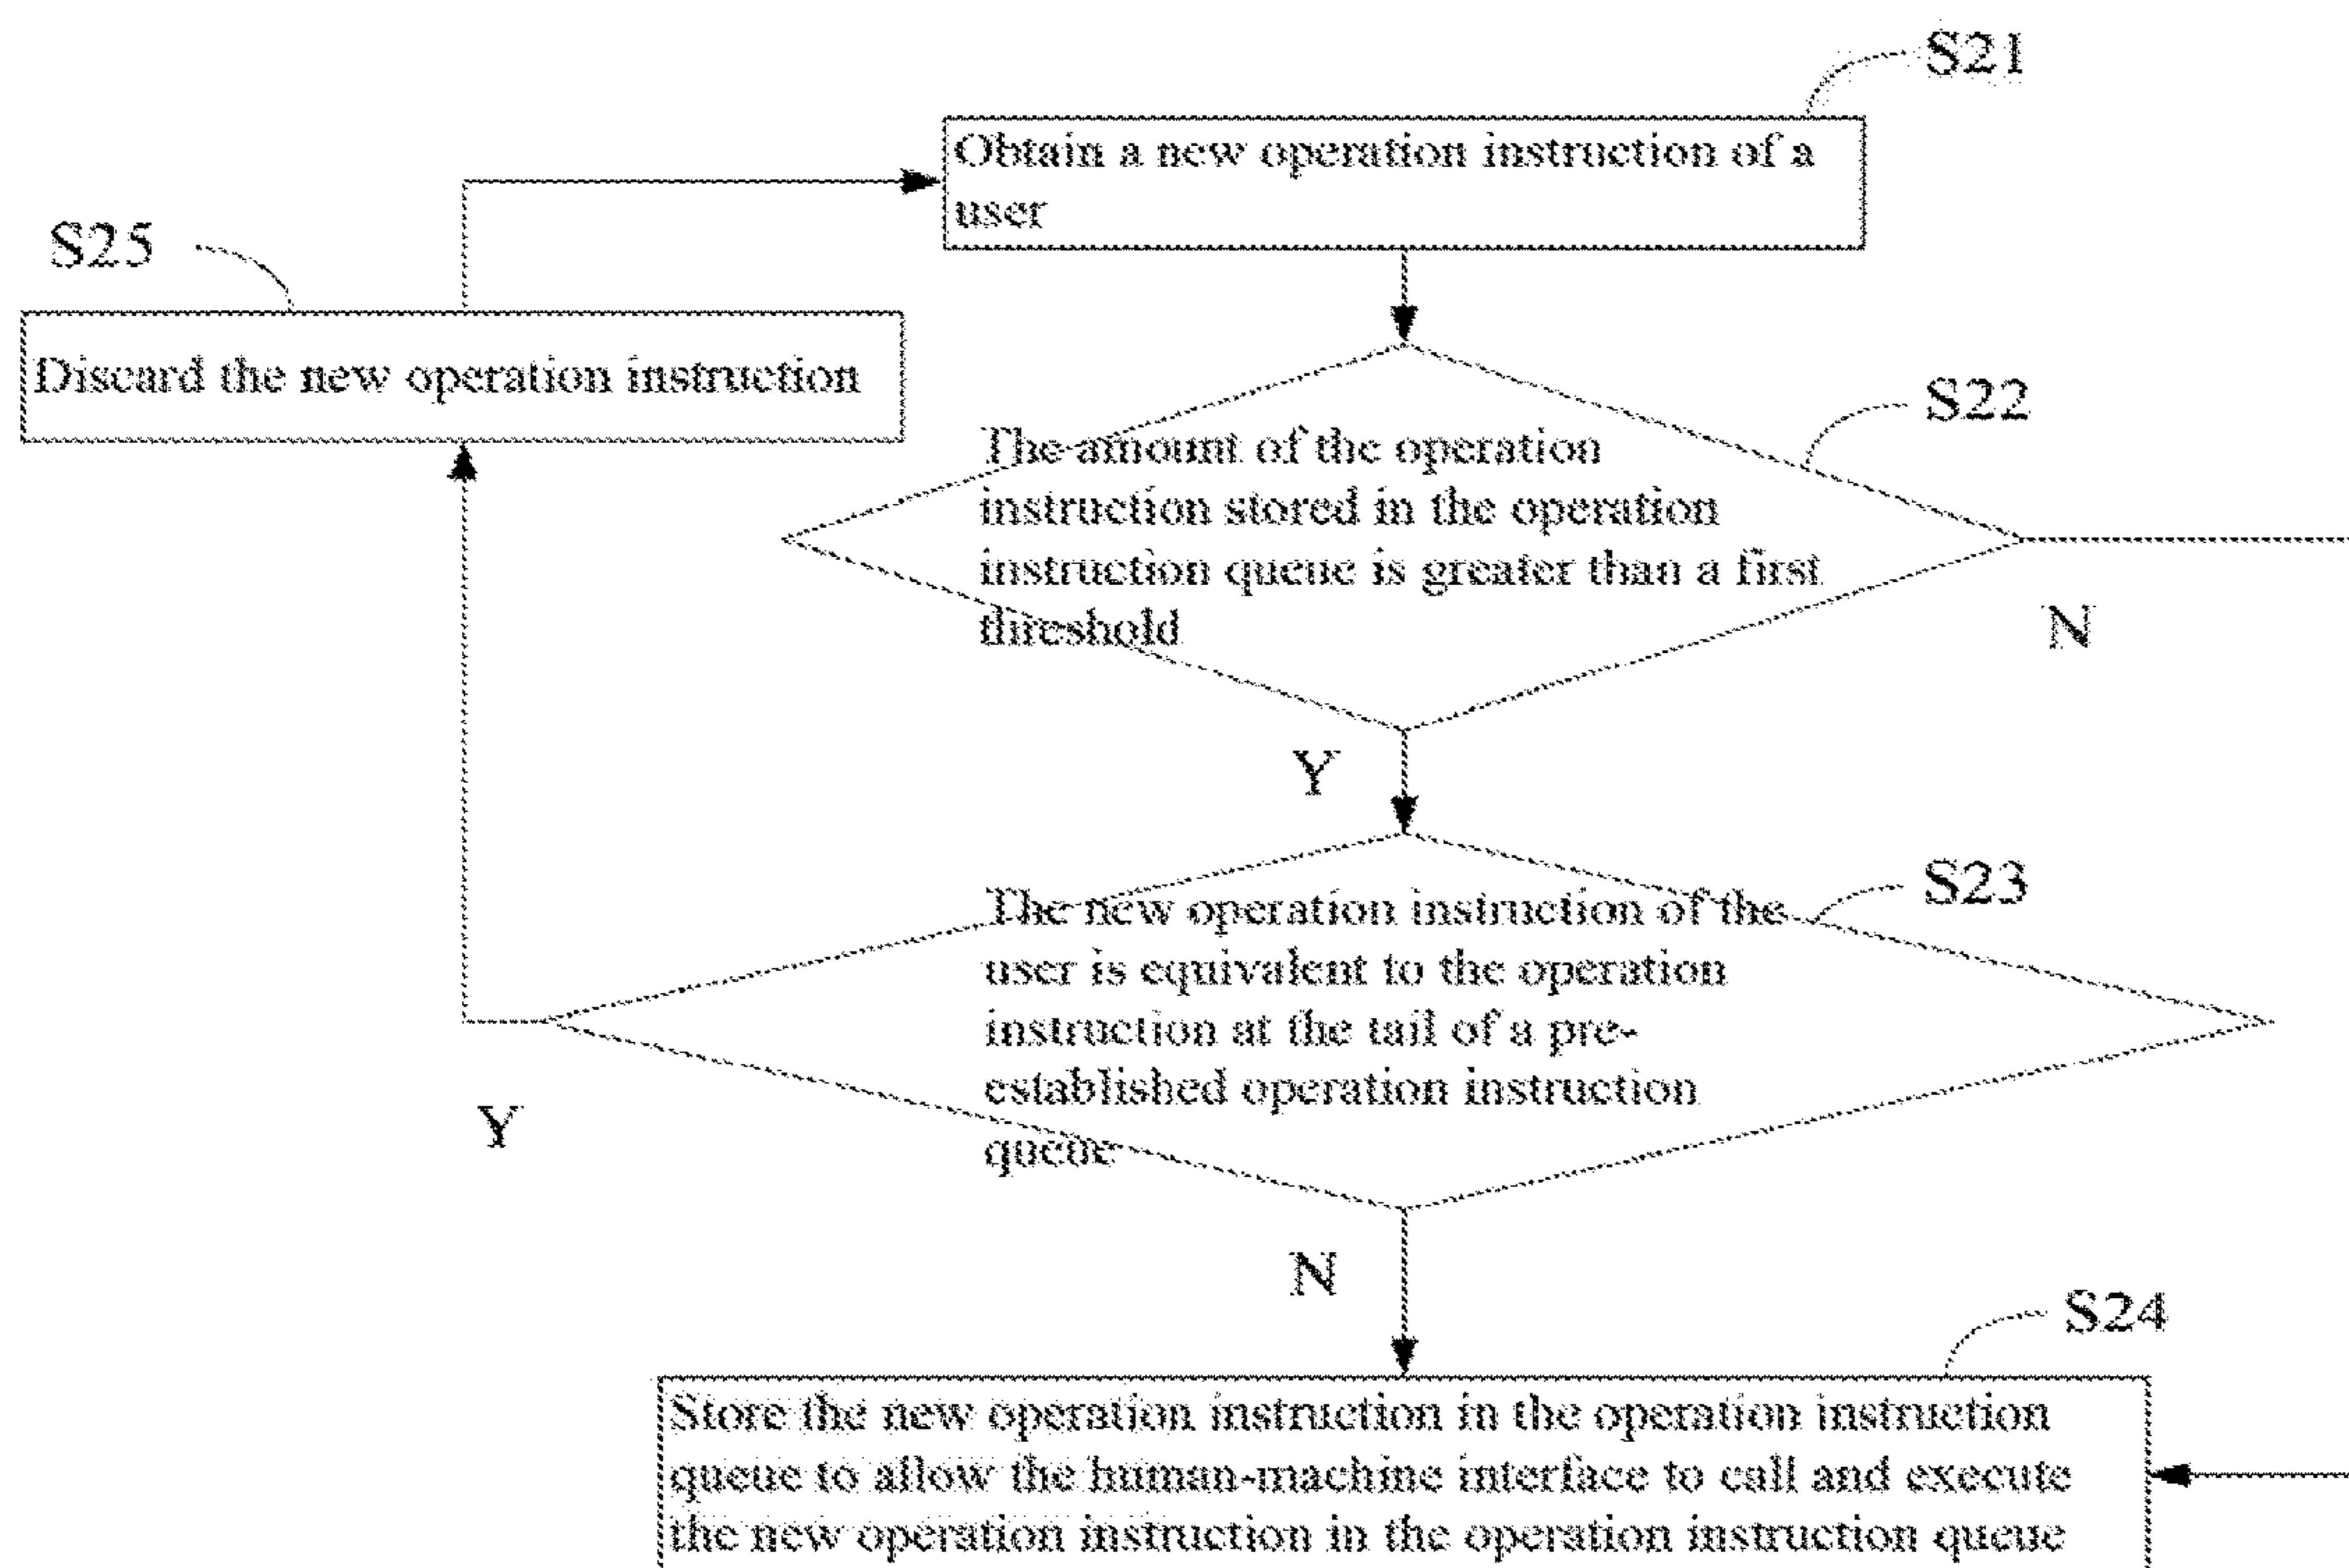 S21
Obtain a new operation instruction of a
user
S25
Discard the new operation instruction
S22
The amount of the operation
instruction stored in the operation
instruction queue is greater than a first
threshold
N
Y
S23
The new operation instruction of the
user is equivalent to the operation
instruction at the tail of a pre-
established operation instruction
queue
Y
N
S24
Store the new operation instruction in the operation instruction
queue to allow the human-machine interface to call and execute
the new operation instruction in the operation instruction queue